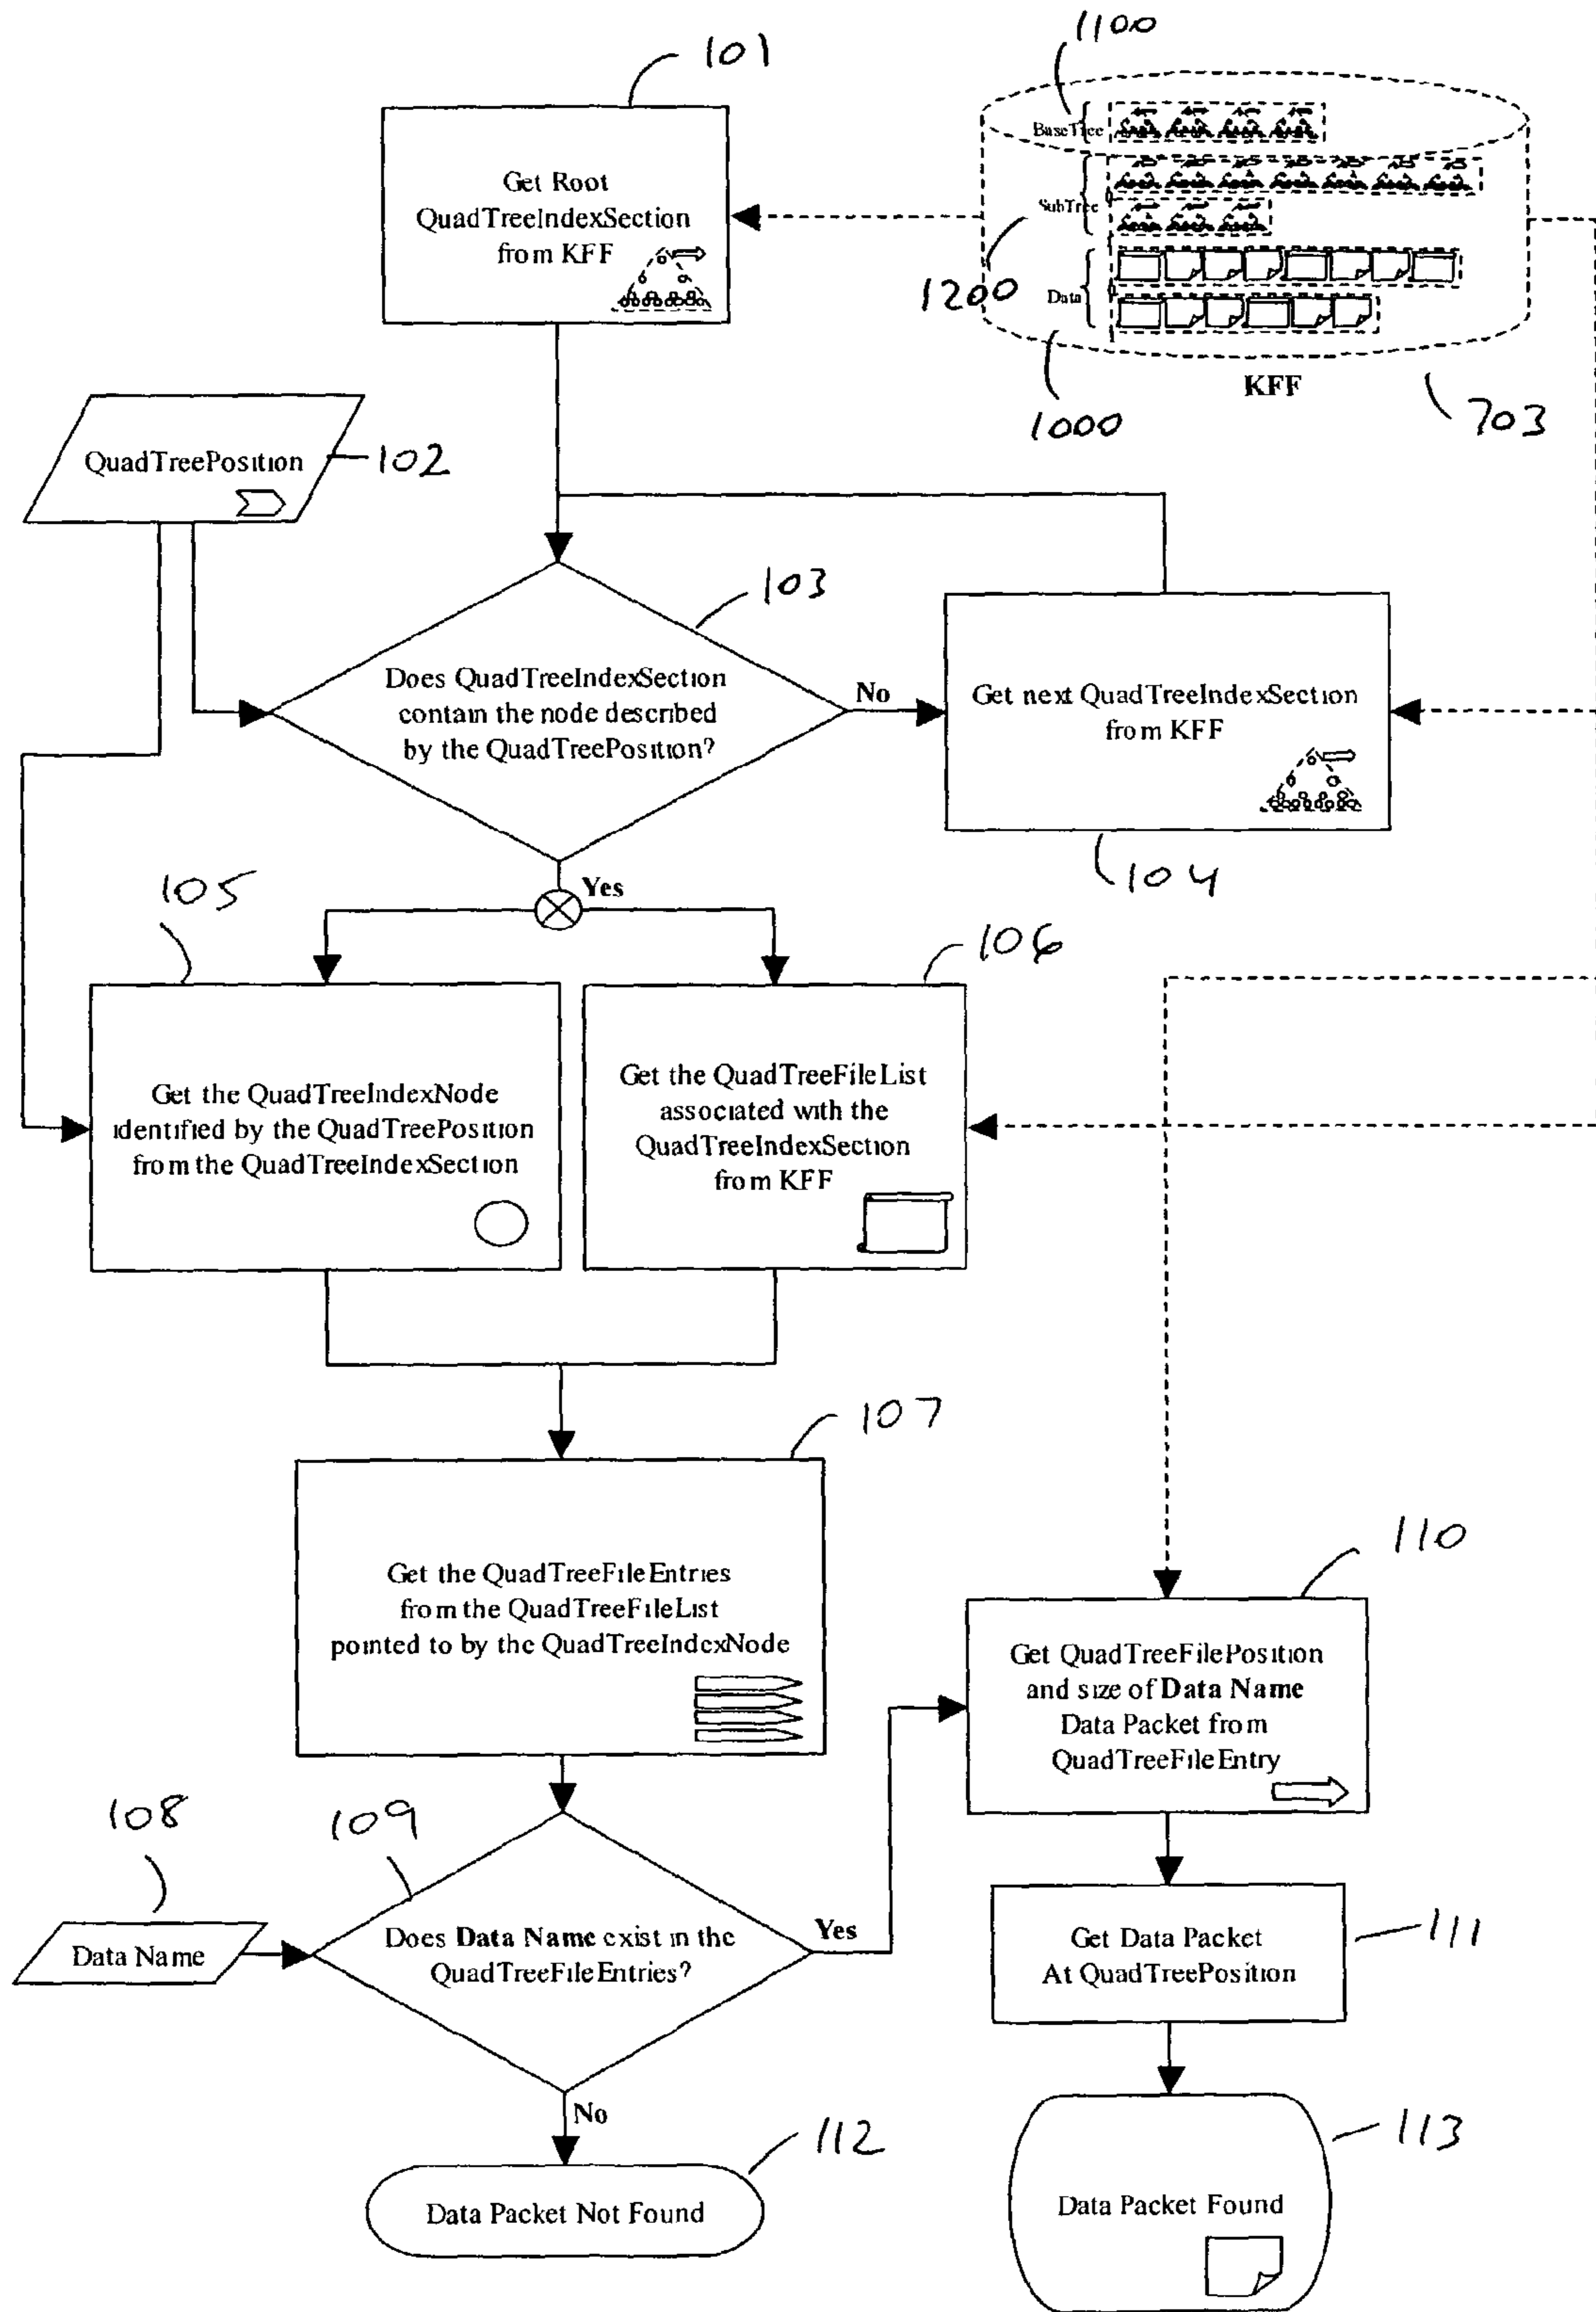 101
1100
Get Root
QuadTreeIndexSection
from KFF
BaseTree
SubTree
1200
Data
KFF
1000
703
QuadTreePosition
102
103
Does QuadTreeIndexSection
contain the node described
by the QuadTreePosition?
No
Get next QuadTreeIndexSection
from KFF
104
Yes
105
106
Get the QuadTreeIndexNode
identified by the QuadTreePosition
from the QuadTreeIndexSection
Get the QuadTreeFileList
associated with the
QuadTreeIndexSection
from KFF
107
Get the QuadTreeFileEntries
from the QuadTreeFileList
pointed to by the QuadTreeIndexNode
110
Get QuadTreeFilePosition
and size of Data Name
Data Packet from
QuadTreeFileEntry
108
109
Data Name
Does Data Name exist in the
QuadTreeFileEntries?
Yes
Get Data Packet
At QuadTreePosition
111
No
112
Data Packet Not Found
113
Data Packet Found